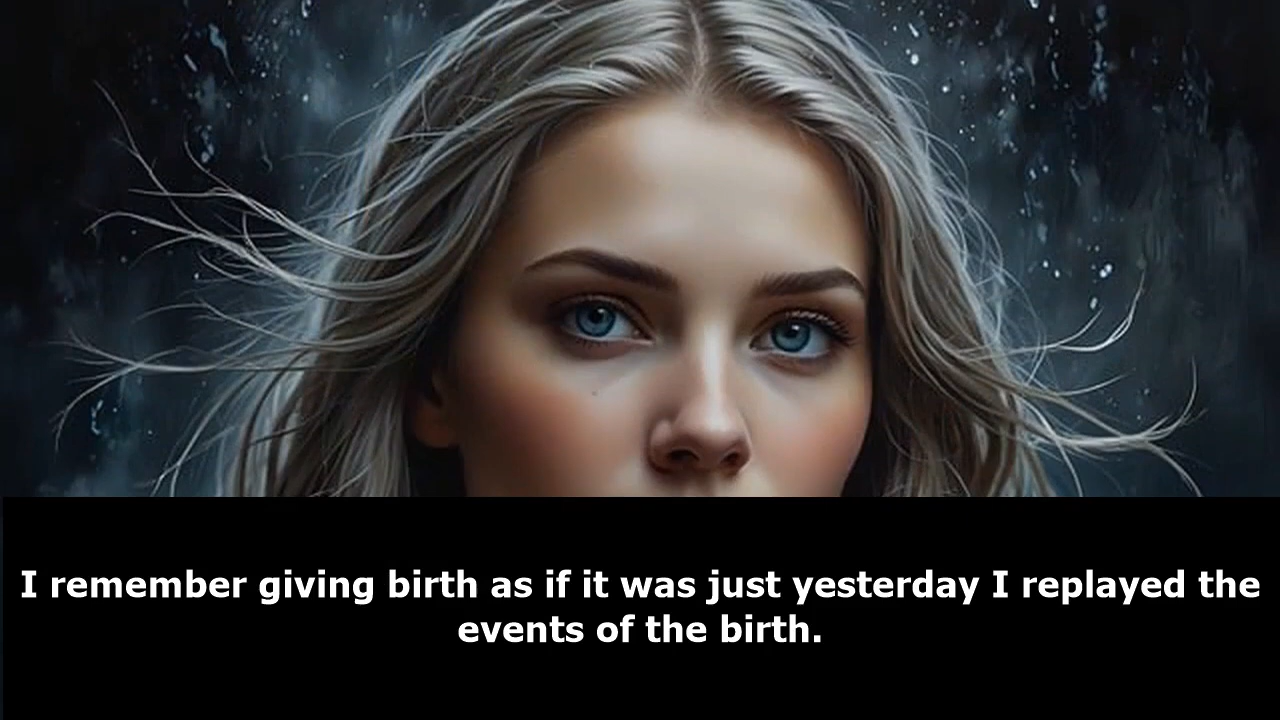 I remember giving birth as if it was just yesterday I replayed the
events of the birth.